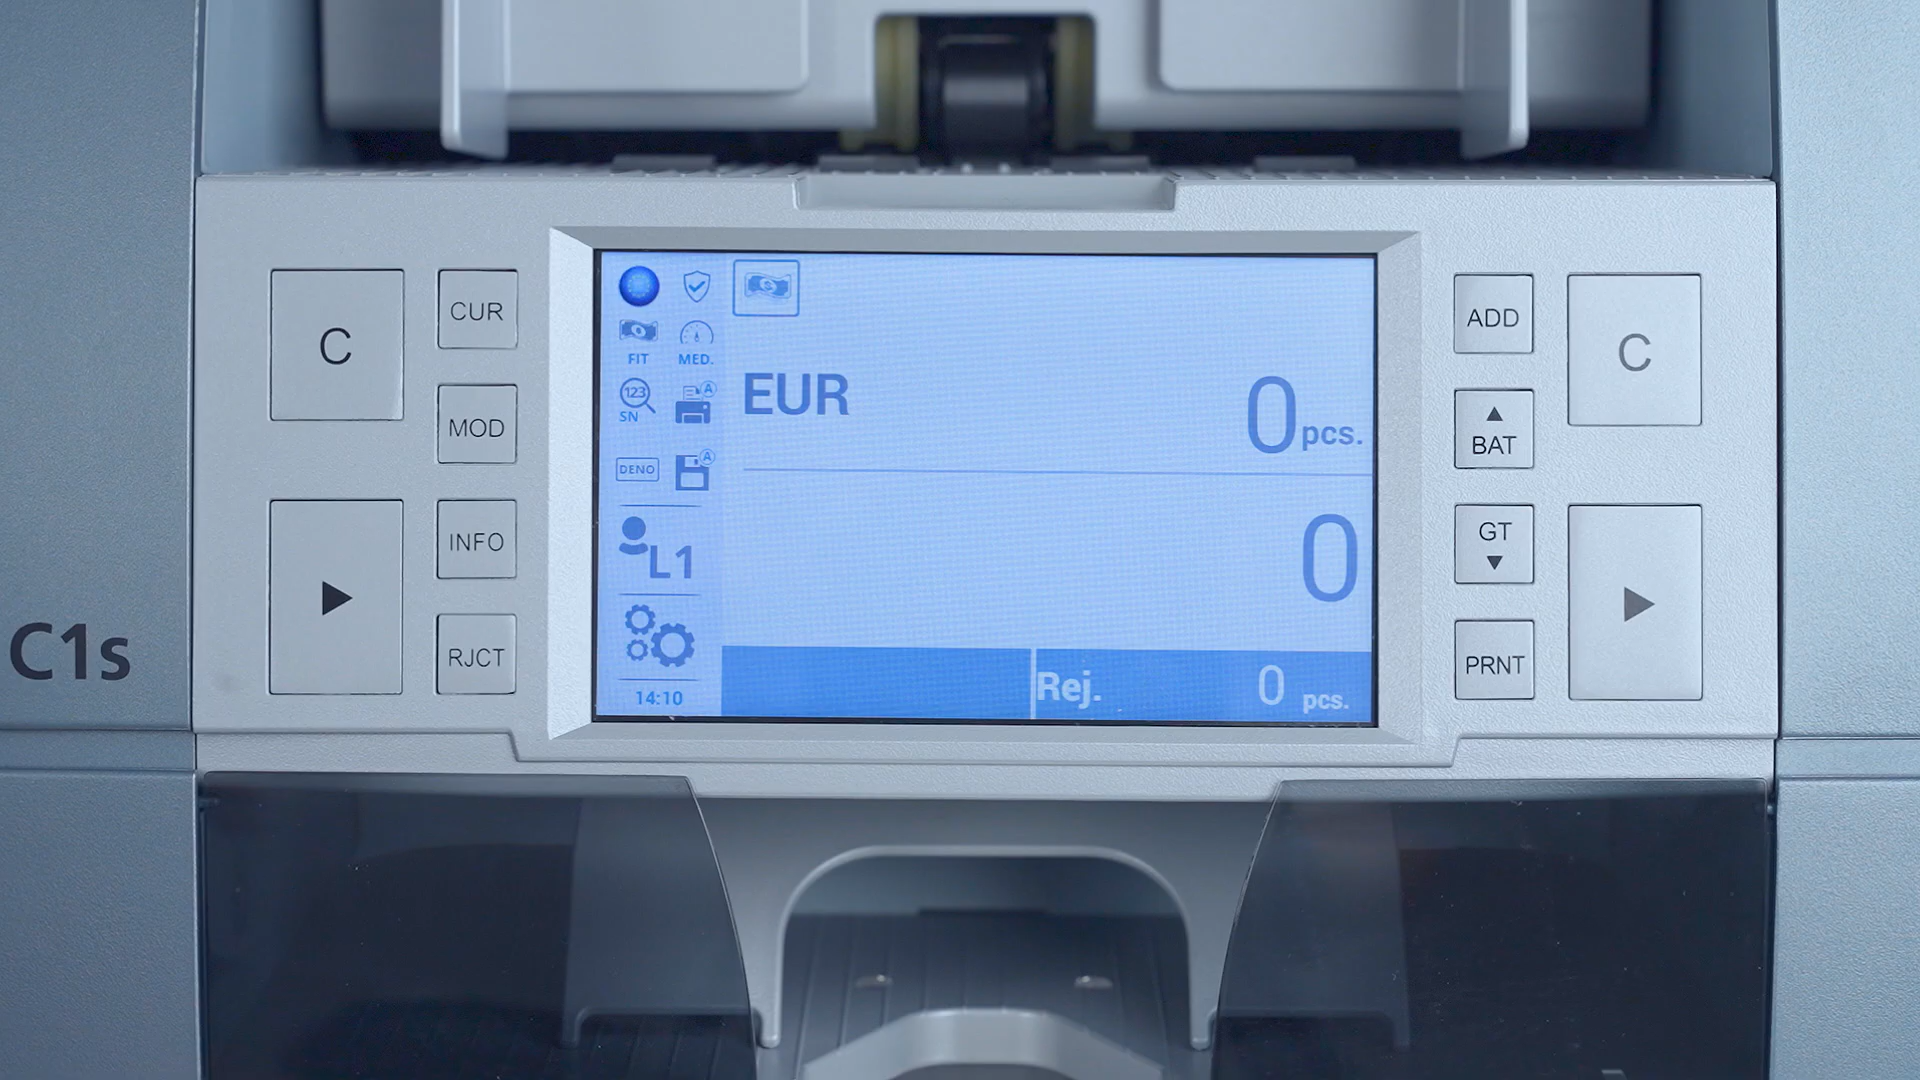 C1s
C
CUR
MOD
INFO
RJCT
FIT
MED.
123
SN
A
DENO
A
L1
14:10
EUR
0 pcs.
0
Rej. 0 pcs.
ADD
BAT
GT
PRNT
C